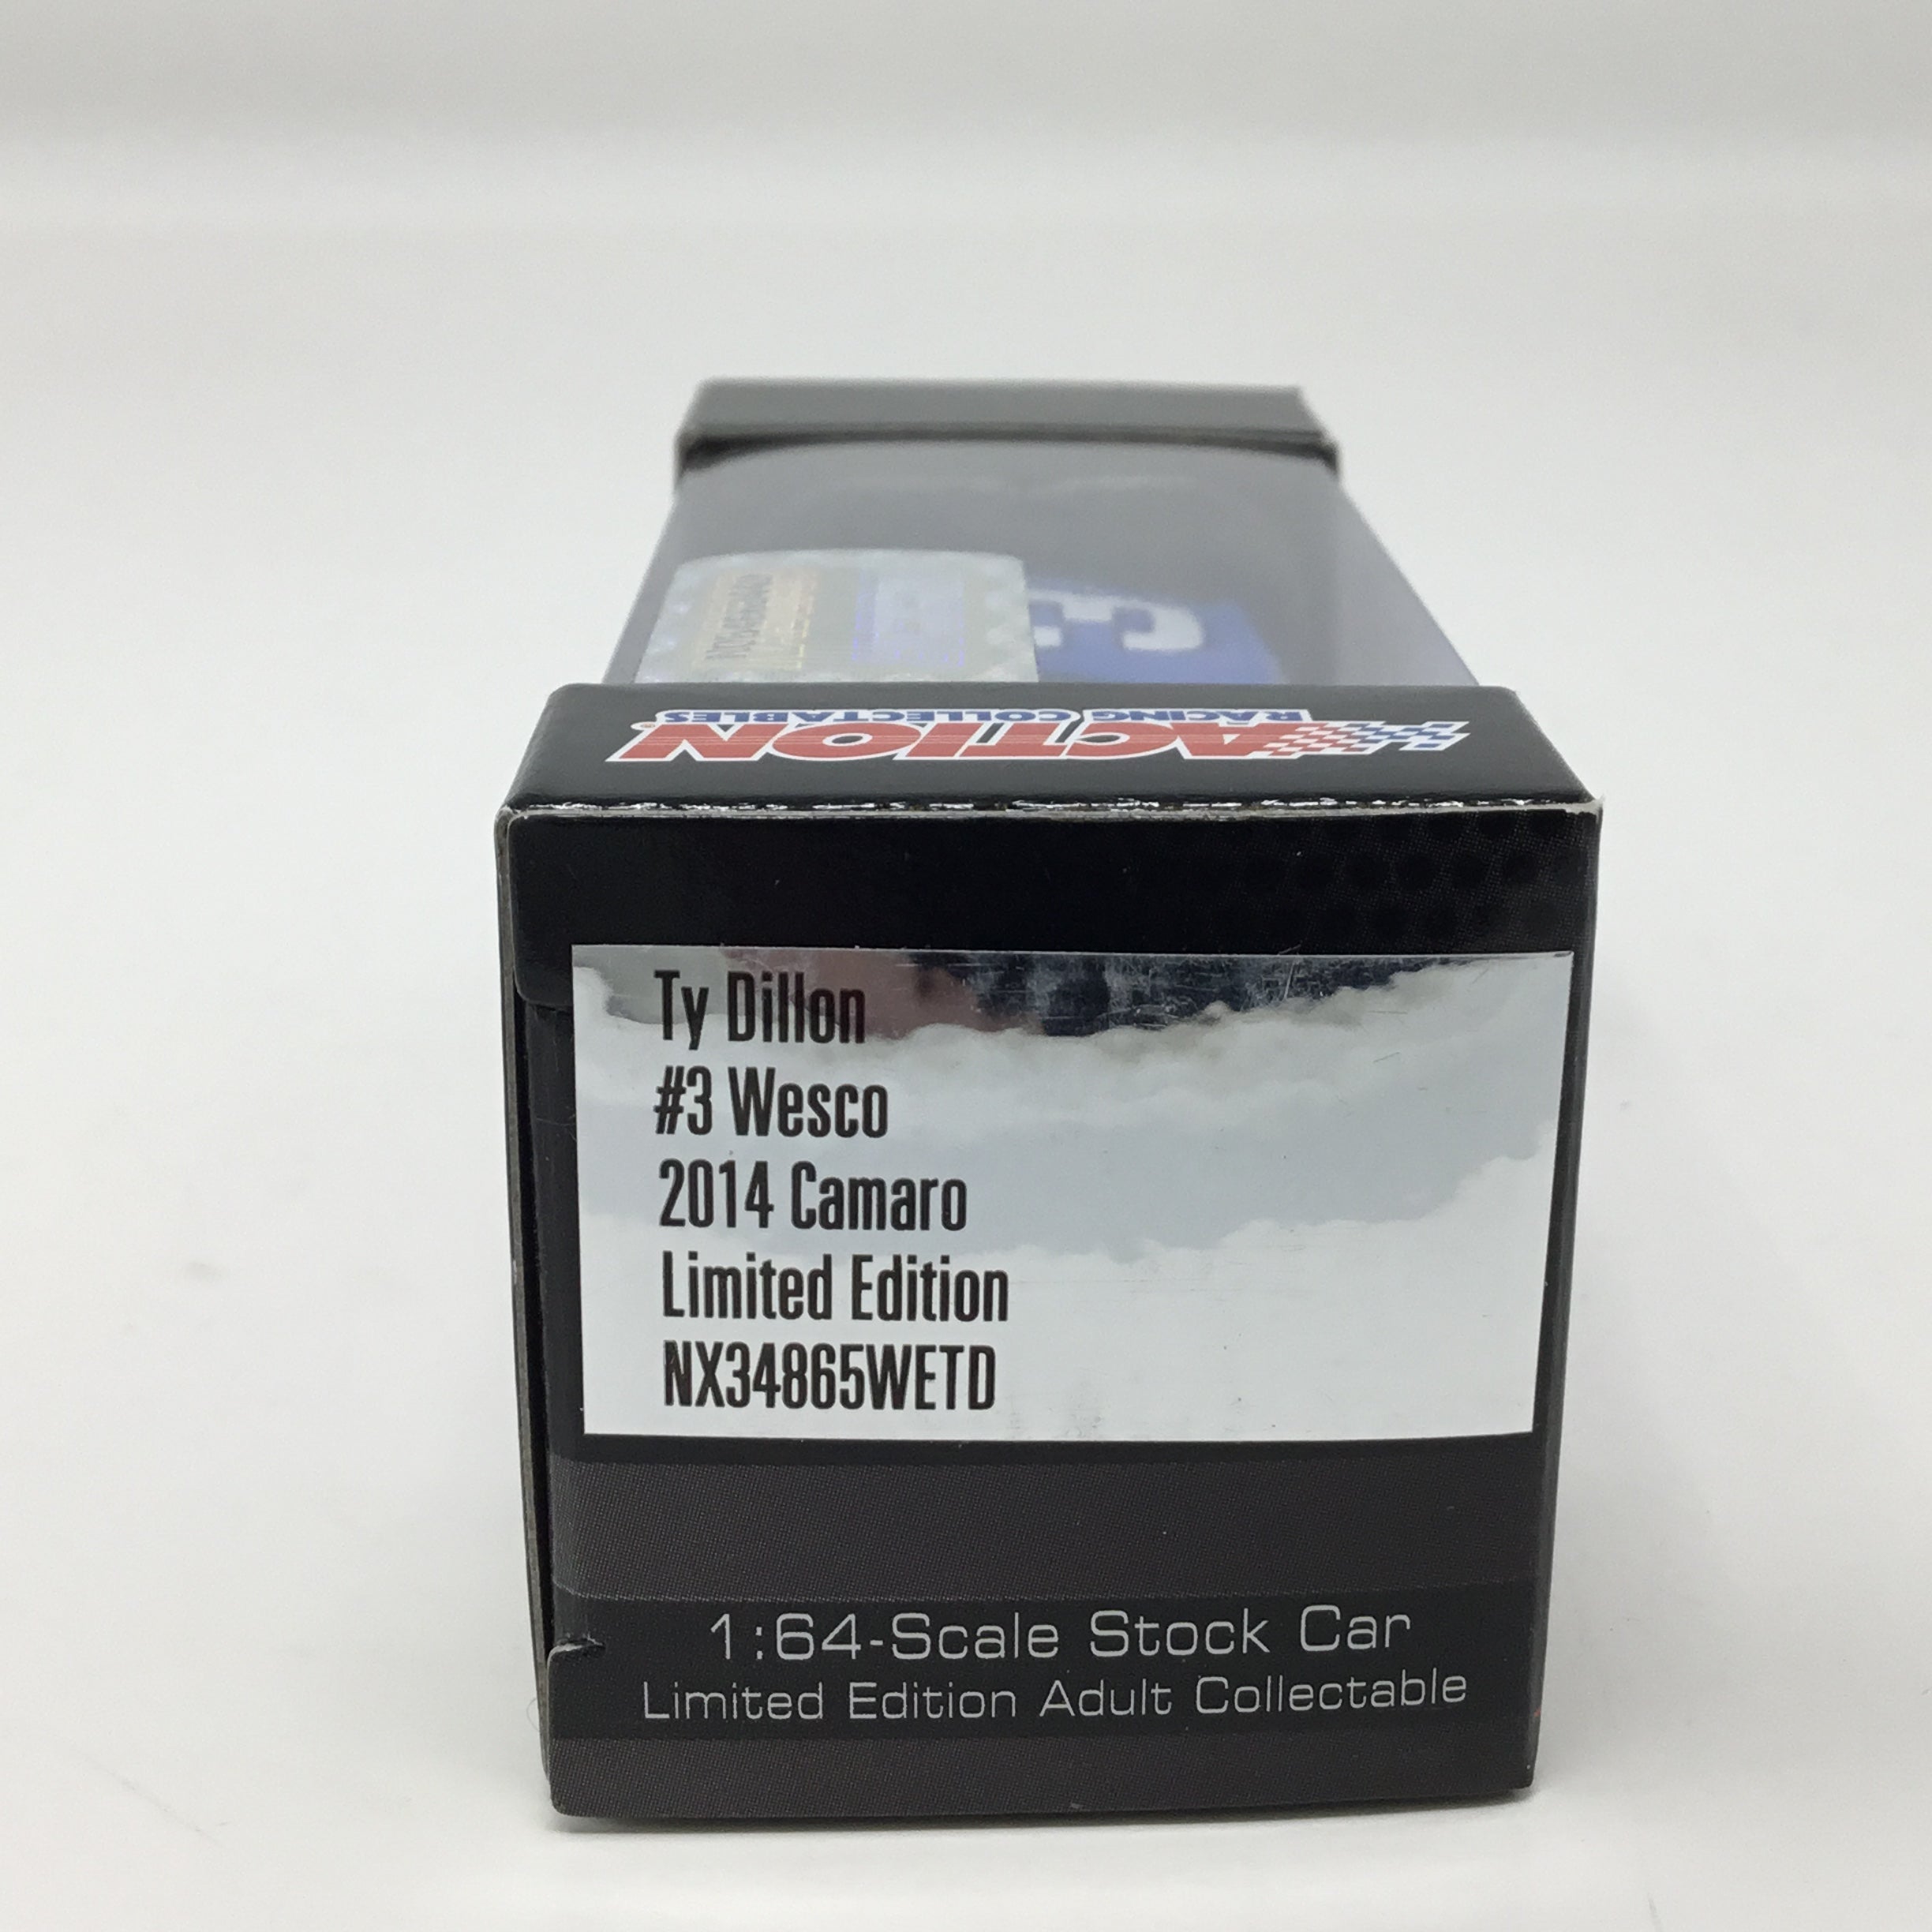 3
ACTION
RACING COLLECTABLES
Ty Dillon
#3 Wesco
2014 Camaro
Limited Edition
NX34865WETD
1:64-Scale Stock Car
Limited Edition Adult Collectable